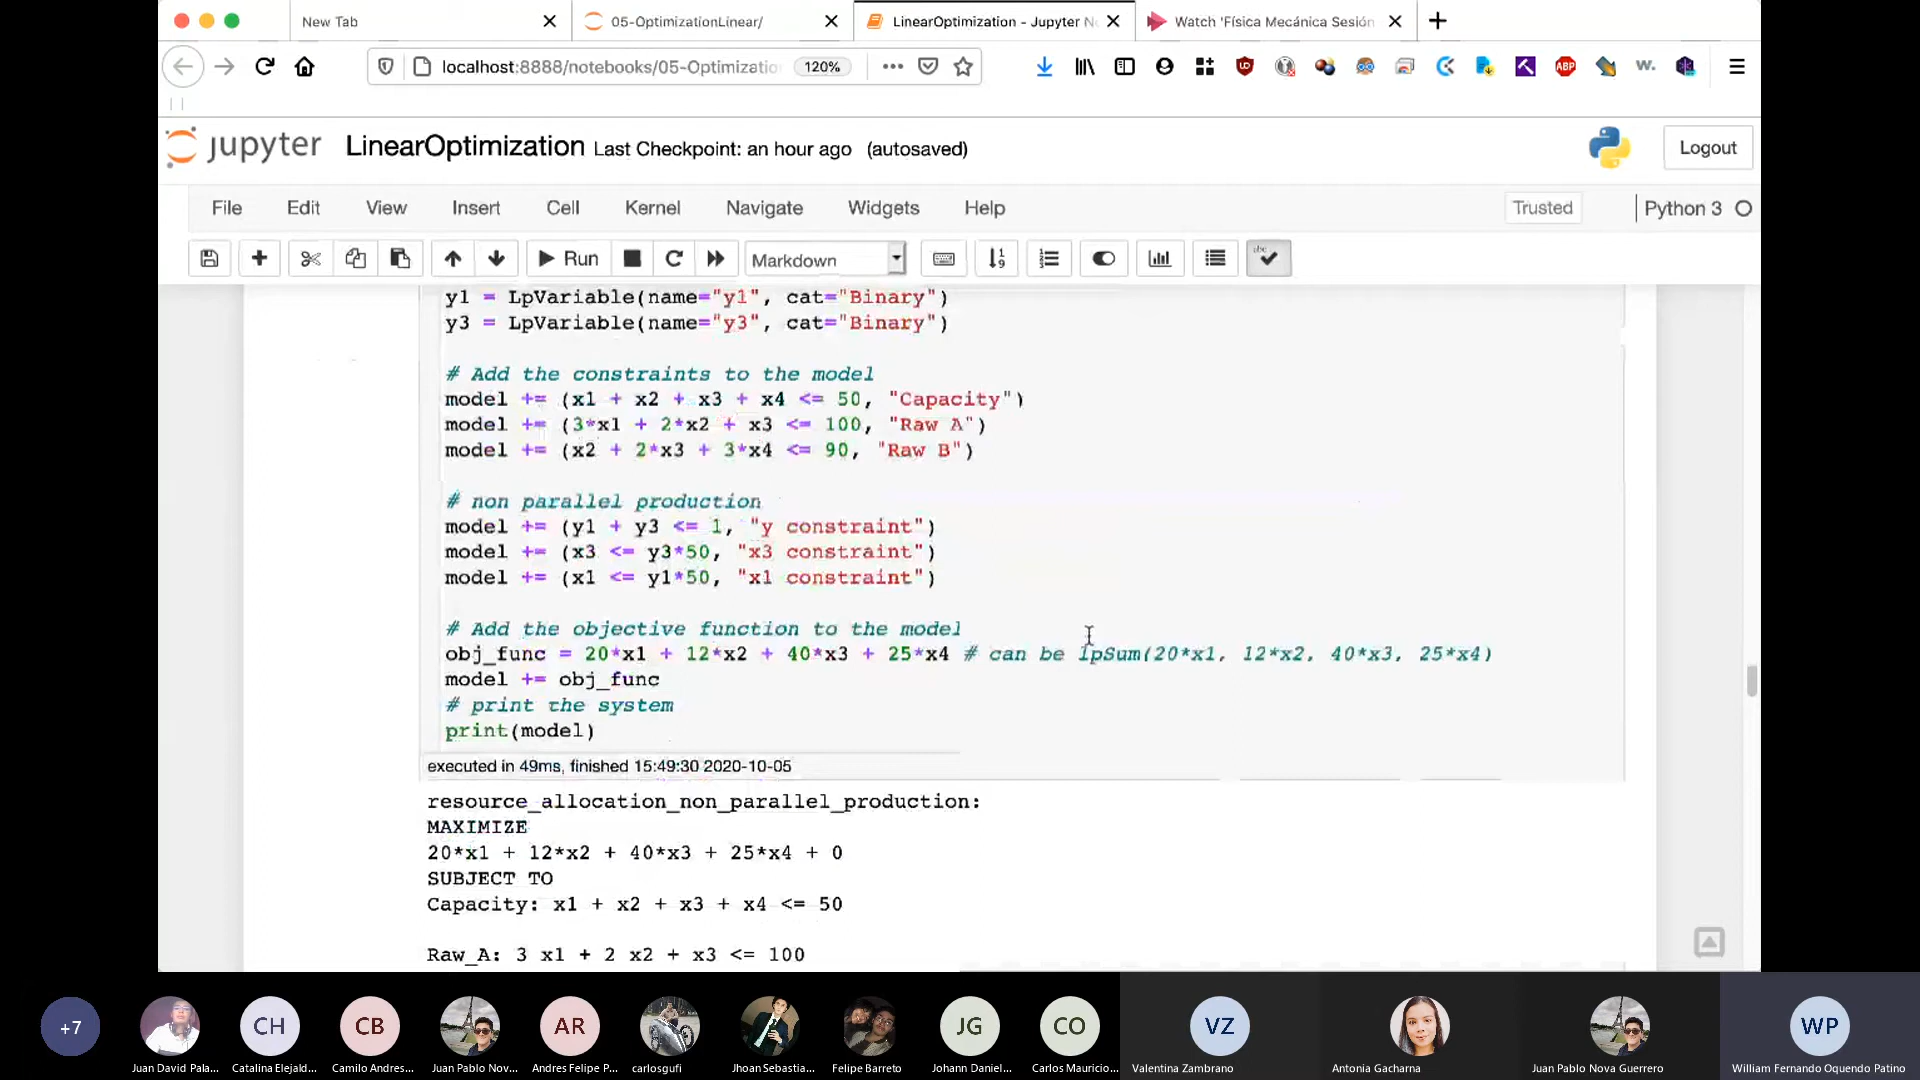 New Tab
05-OptimizationLinear/
LinearOptimization - Jupyter N
Watch 'Física Mecánica Sesión
localhost:8888/notebooks/05-Optimizatio
120%
ABP
w.
jupyter
LinearOptimization Last Checkpoint: an hour ago (autosaved)
Logout
File Edit View Insert Cell Kernel Navigate Widgets Help
Trusted
Python 3
Run
Markdown
y1 = LpVariable(name="y1", cat="Binary")
y3 = LpVariable(name="y3", cat="Binary")
# Add the constraints to the model
model += (x1 + x2 + x3 + x4 <= 50, "Capacity")
model += (3*x1 + 2*x2 + x3 <= 100, "Raw A")
model += (x2 + 2*x3 + 3*x4 <= 90, "Raw B")
# non parallel production
model += (y1 + y3 <= 1, "y constraint")
model += (x3 <= y3*50, "x3 constraint")
model += (x1 <= y1*50, "x1 constraint")
# Add the objective function to the model
obj_func = 20*x1 + 12*x2 + 40*x3 + 25*x4 # can be lpSum(20*x1, 12*x2, 40*x3, 25*x4)
model += obj_func
# print the system
print(model)
executed in 49ms, finished 15:49:30 2020-10-05
resource_allocation_non_parallel_production:
MAXIMIZE
20*x1 + 12*x2 + 40*x3 + 25*x4 + 0
SUBJECT TO
Capacity: x1 + x2 + x3 + x4 <= 50
Raw_A: 3 x1 + 2 x2 + x3 <= 100
+7
CH
CB
AR
JG
CO
VZ
WP
Juan David Pala...
Catalina Elejald...
Camilo Andres...
Juan Pablo Nov...
Andres Felipe P...
carlosgufi
Jhoan Sebastia...
Felipe Barreto
Johann Daniel...
Carlos Mauricio...
Valentina Zambrano
Antonia Gacharna
Juan Pablo Nova Guerrero
William Fernando Oquendo Patino